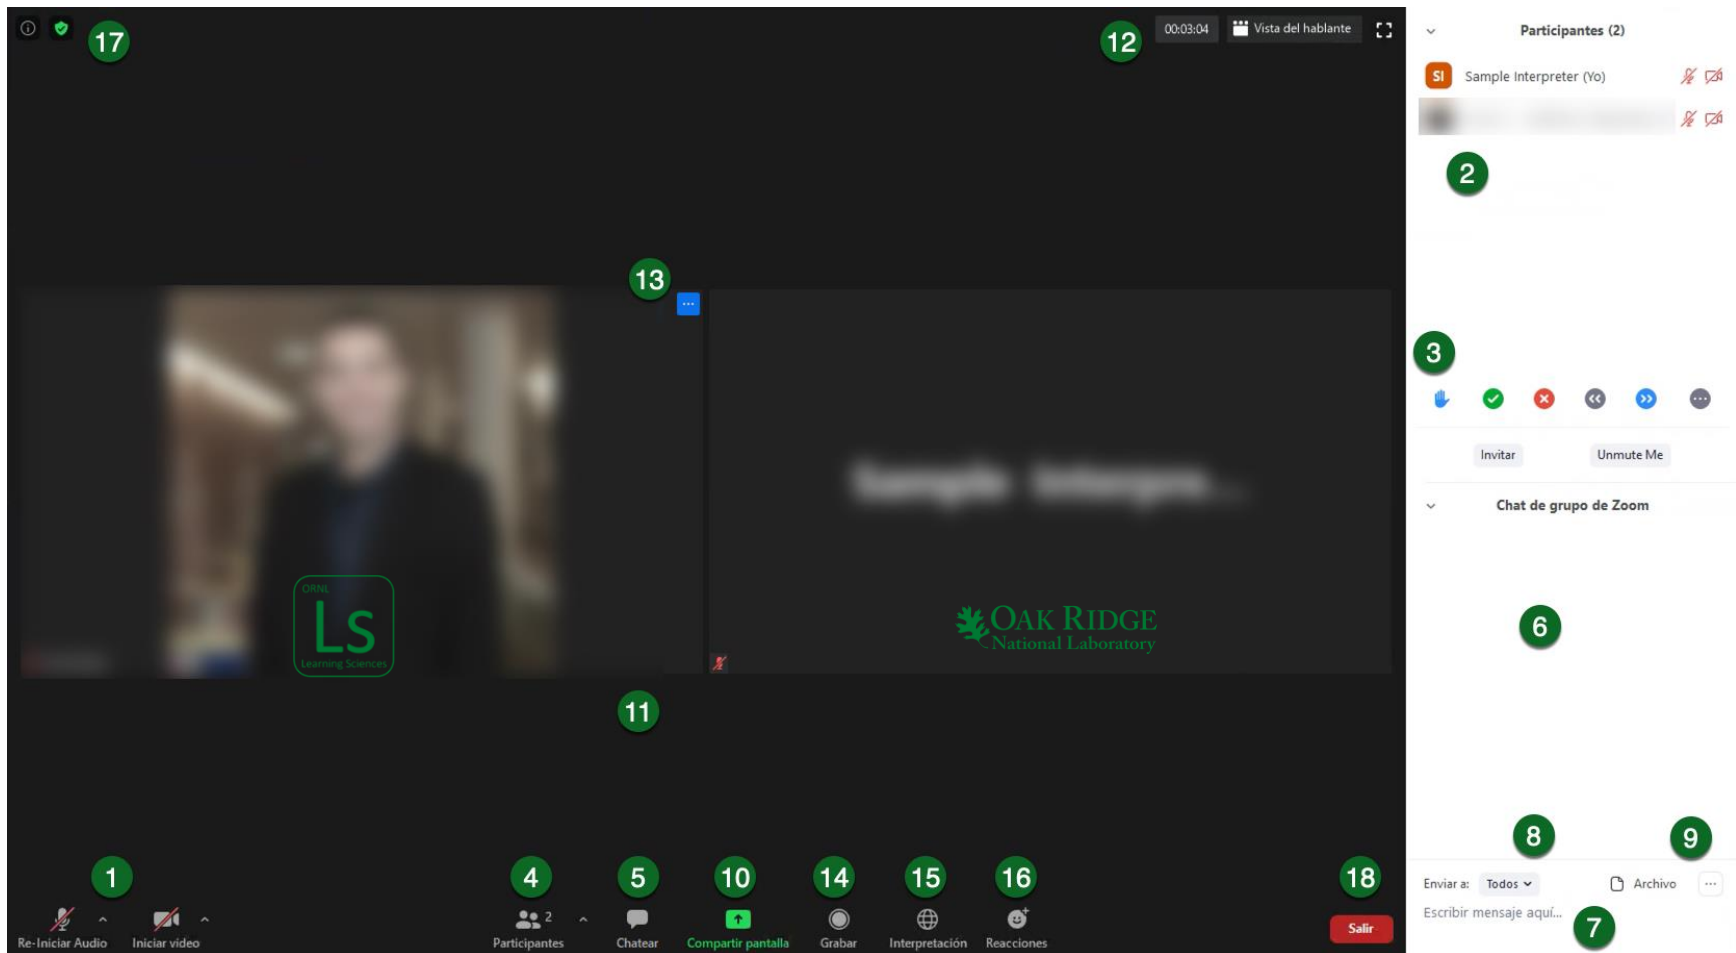 17
12
00:03:04
Vista del hablante
Participantes (2)
SI
Sample Interpreter (Yo)
2
13
3
Invitar
Unmute Me
Chat de grupo de Zoom
Sample Interpre...
ORNL
Ls
Learning Sciences
OAK RIDGE
National Laboratory
6
11
8
9
1
4
5
10
14
15
16
18
Enviar a: Todos
Archivo
Escribir mensaje aquí...
7
2
Re-Iniciar Audio
Iniciar video
Participantes
Chatear
Compartir pantalla
Grabar
Interpretación
Reacciones
Salir